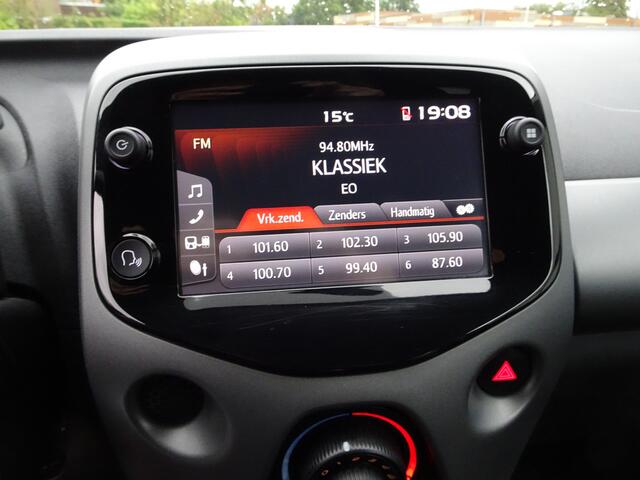 15°c 19:08
FM 94.80MHz
KLASSIEK
EO
Vrk.zend. Zenders Handmatig
1 101.60 2 102.30 3 105.90
4 100.70 5 99.40 6 87.60